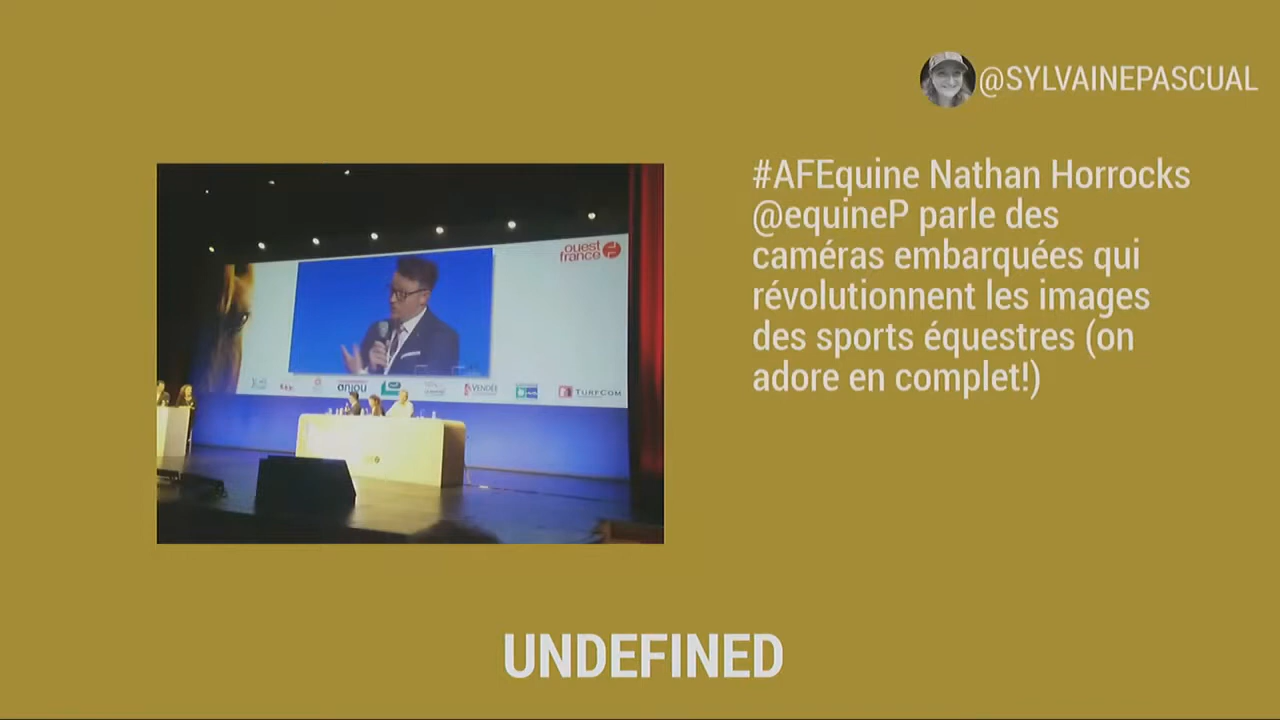 @SYLVAINEPASCUAL
#AFEquine Nathan Horrocks
@equineP parle des
caméras embarquées qui
révolutionnent les images
des sports équestres (on
adore en complet!)
ouest
france
anjou
VENDÉE
TURFCOM
UNDEFINED